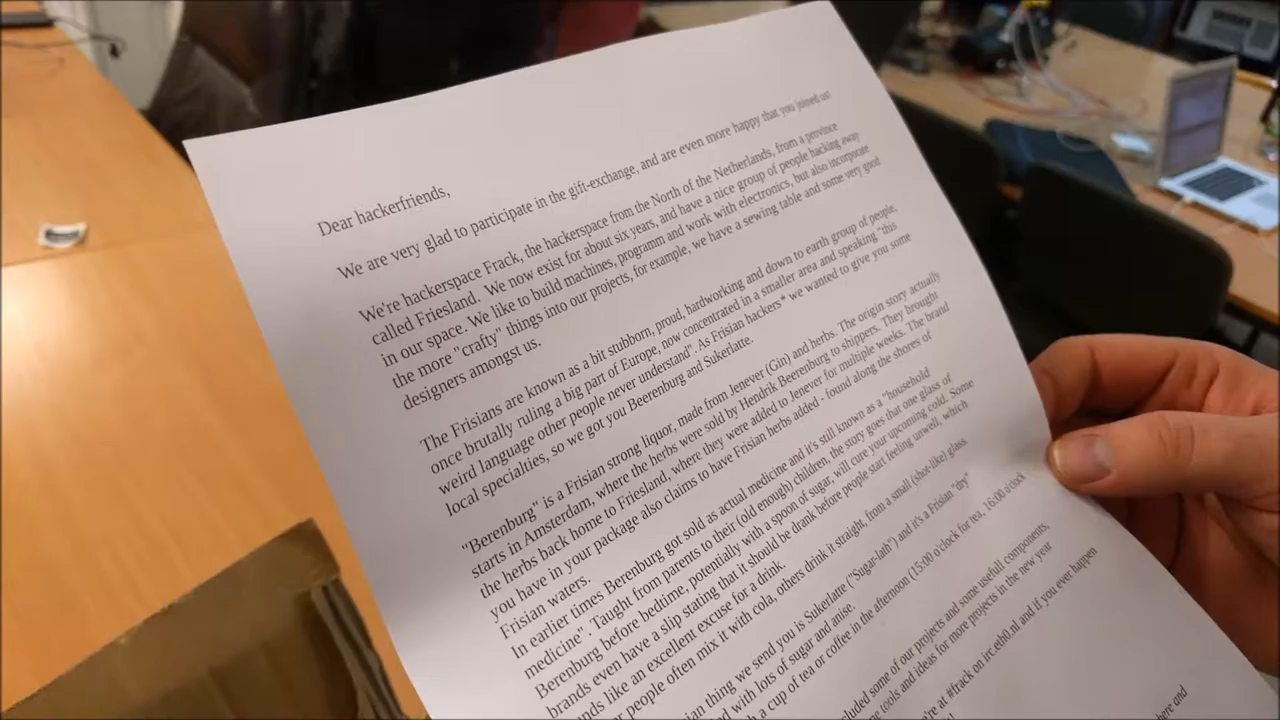 Dear hackerfriends,
We are very glad to participate in the gift-exchange, and are even more happy that you joined us!
We're hackerspace Frack, the hackerspace from the North of the Netherlands, from a province
called Friesland. We now exist for about six years, and have a nice group of people hacking away
in our space. We like to build machines, programm and work with electronics, but also incorporate
the more "crafty" things into our projects, for example, we have a sewing table and some very good
designers amongst us.
The Frisians are known as a bit stubborn, proud, hardworking and down to earth group of people,
once brutally ruling a big part of Europe, now concentrated in a smaller area and speaking "this
weird language other people never understand". As Frisian hackers* we wanted to give you some
local specialties, so we got you Beerenburg and Sukerlatte.
"Berenburg" is a Frisian strong liquor, made from Jenever (Gin) and herbs. The origin story actually
starts in Amsterdam, where the herbs were sold by Hendrik Beerenburg to shippers. They brought
the herbs back home to Friesland, where they were added to Jenever for multiple weeks. The brand
you have in your package also claims to have Frisian herbs added - found along the shores of
Frisian waters.
In earlier times Berenburg got sold as actual medicine and it's still known as a "household
medicine'. Taught from parents to their (old enough) children, the story goes that one glass of
Berenburg before bedtime, potentially with a spoon of sugar, will cure your upcoming cold. Some
brands even have a slip stating that it should be drank before people start feeling unwell, which
nds like an excellent excuse for a drink.
r people often mix it with cola, others drink it straight, from a small (shot-like) glass.
ian thing we send you is Sukerlatte ("Sugar-lath") and it's a Frisian "dry"
d with lots of sugar and anise.
h a cup of tea or coffee in the afternoon (15:00 o'clock for tea, 16:00 o'clock
cluded some of our projects and some usefull components,
me tools and ideas for more projects in the new year
're at #frack on irc.eth0.nl and if you ever happen
here and